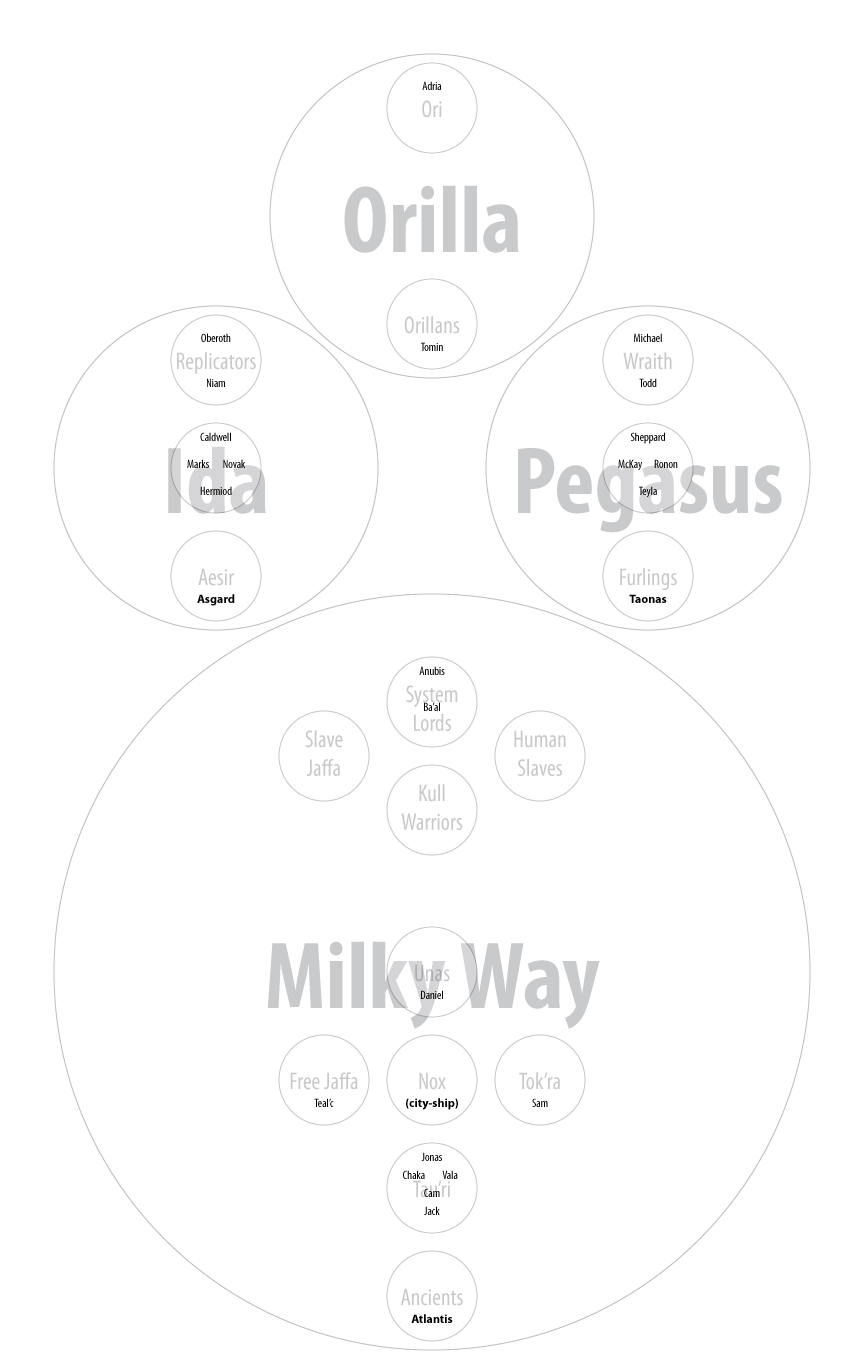 Adria
Ori
Orilla
Orillans
Tomin
Oberoth
Replicators
Niam
Caldwell
Marks Novak
Ida
Hermiod
Aesir
Asgard
Michael
Wraith
Todd
Sheppard
McKay Ronon
Pegasus
Teyla
Furlings
Taonas
Anubis
System
Ba'al
Lords
Slave
Jaffa
Human
Slaves
Kull
Warriors
Milky Way
Unas
Daniel
Free Jaffa
Teal'c
Nox
(city-ship)
Tok'ra
Sam
Jonas
Chaka Vala
Tau'ri
Cam
Jack
Ancients
Atlantis